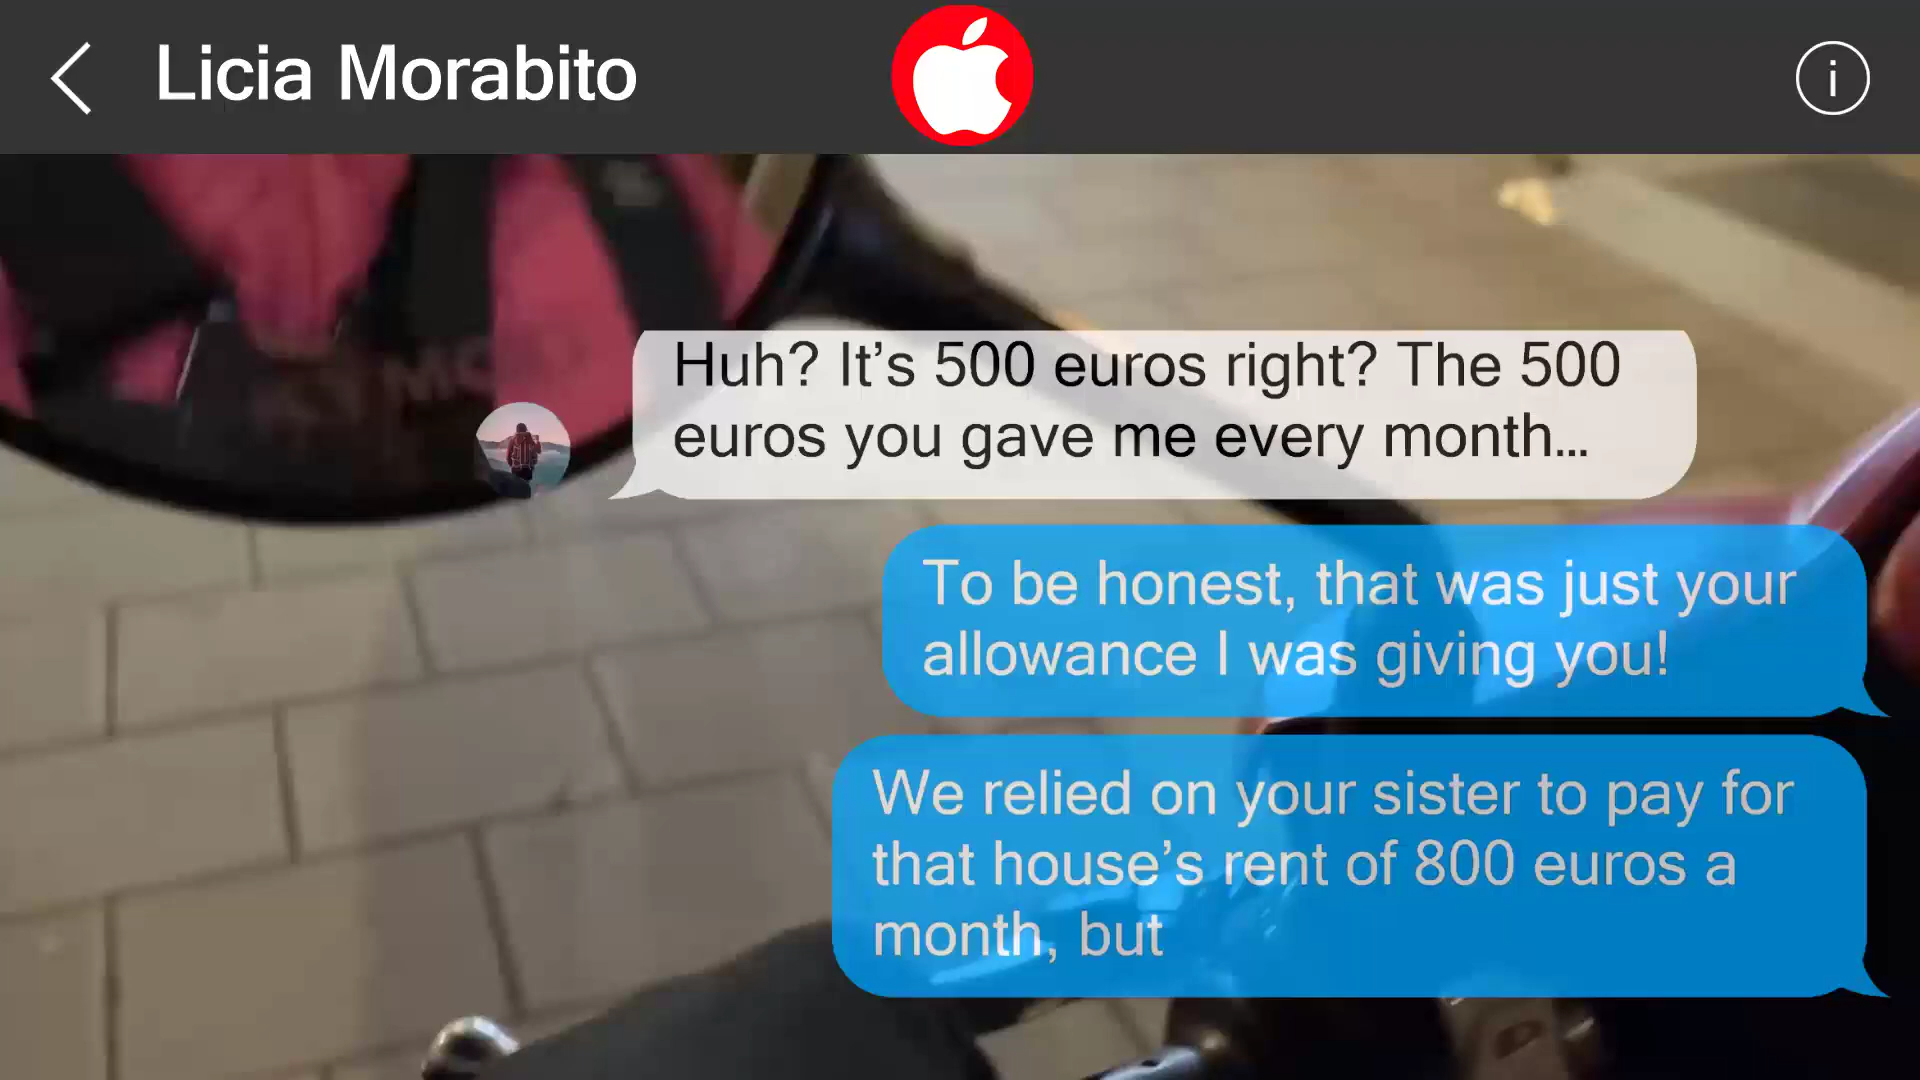 Licia Morabito
Huh? It’s 500 euros right? The 500
euros you gave me every month...
To be honest, that was just your
allowance I was giving you!
We relied on your sister to pay for
that house’s rent of 800 euros a
month, but